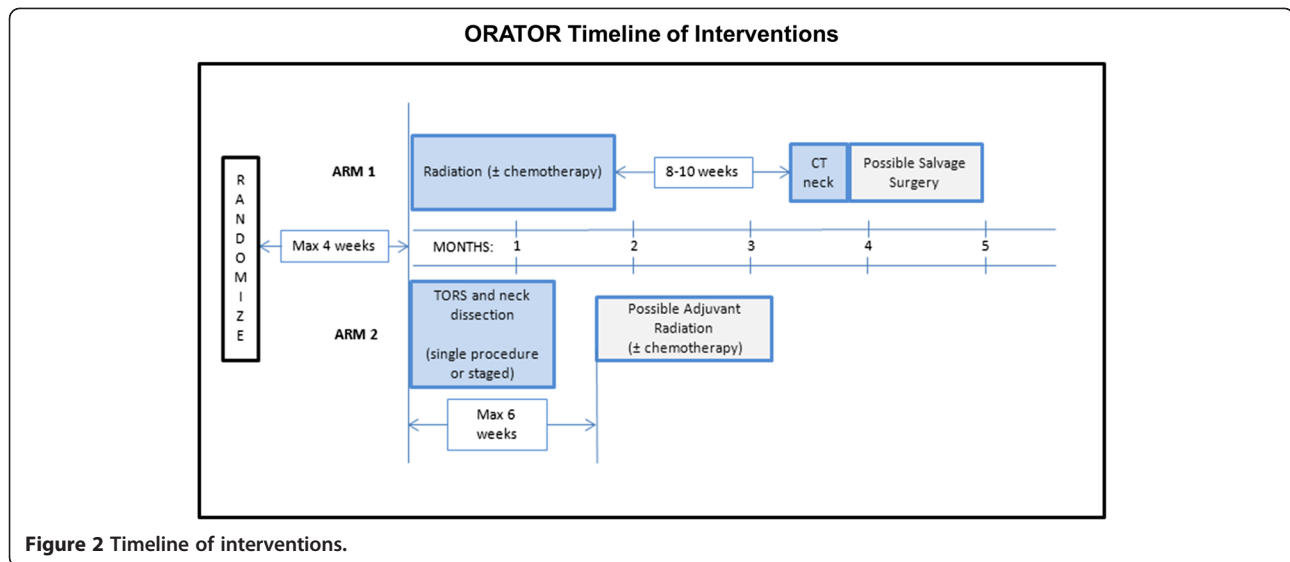 ORATOR Timeline of Interventions
R
A
N
D
O
M
I
Z
E
Max 4 weeks
ARM 1
Radiation (± chemotherapy)
8-10 weeks
CT
neck
Possible Salvage
Surgery
MONTHS: 1 2 3 4 5
ARM 2
TORS and neck
dissection
(single procedure
or staged)
Possible Adjuvant
Radiation
(± chemotherapy)
Max 6
weeks
Figure 2 Timeline of interventions.